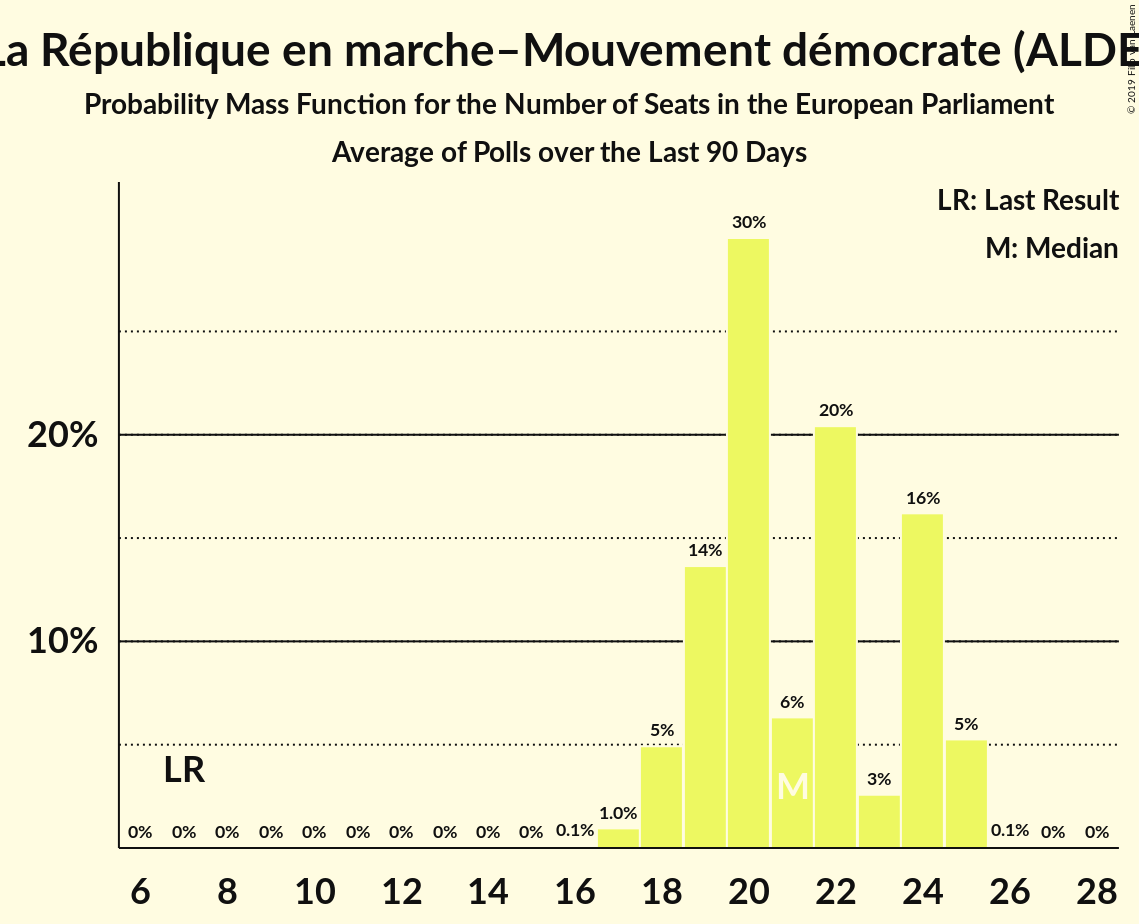 La République en marche–Mouvement démocrate (ALDE
Probability Mass Function for the Number of Seats in the European Parliament
Average of Polls over the Last 90 Days
LR: Last Result
M: Median
30%
20%
16%
14%
6%
5%
5%
3%
1.0%
0% 0% 0% 0% 0% 0% 0% 0% 0% 0% 0.1% 0.1% 0% 0%
20%
10%
LR
M
6 8 10 12 14 16 18 20 22 24 26 28
© 2019